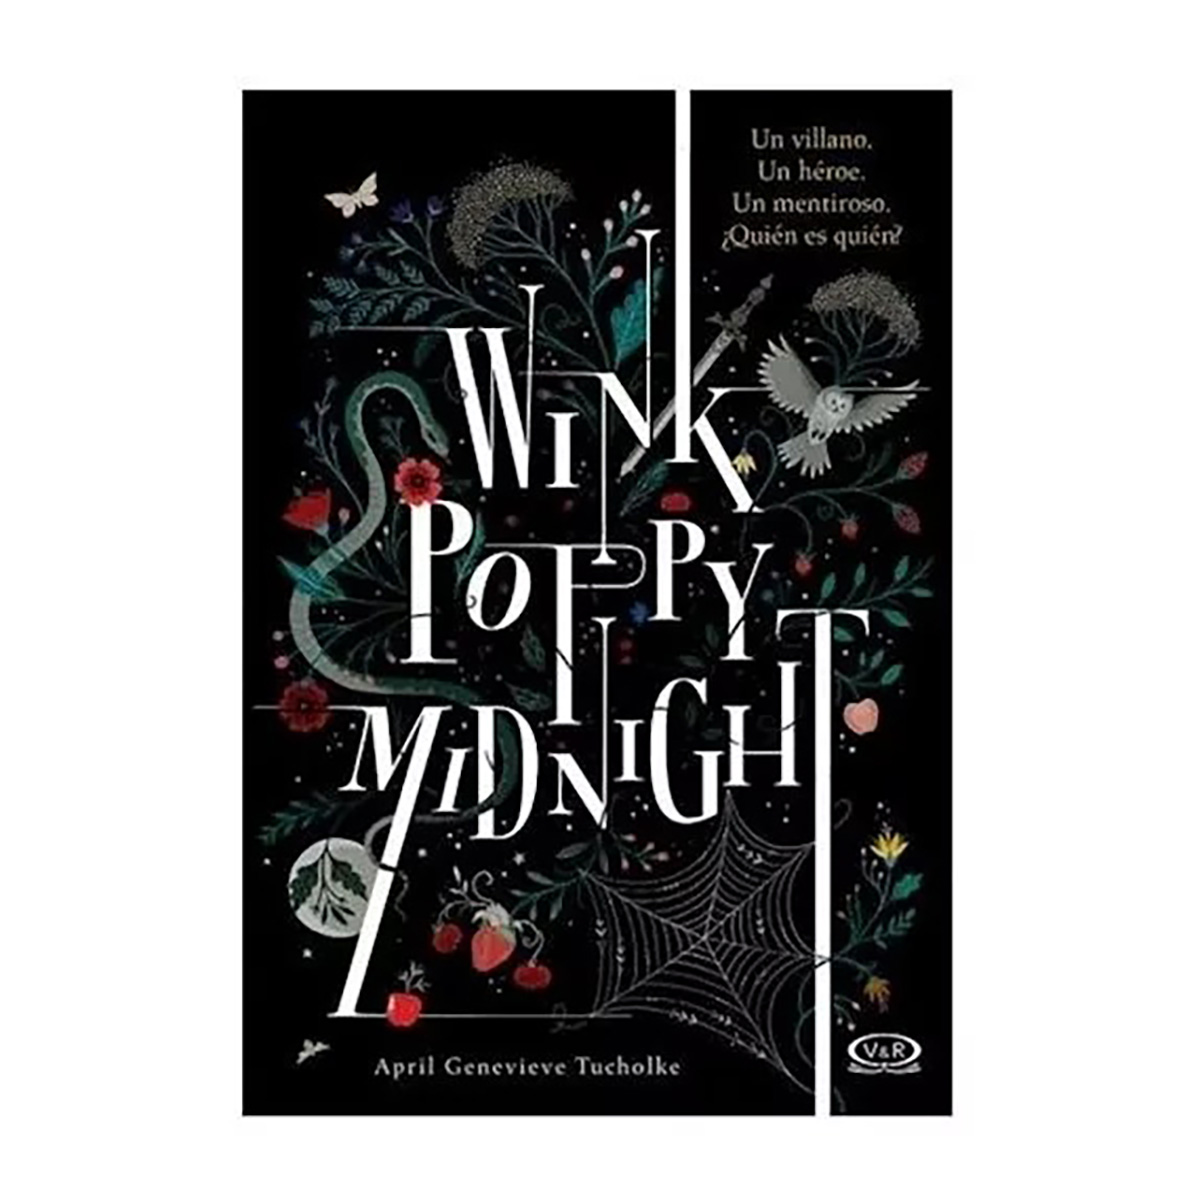 Un villano.
Un héroe.
Un mentiroso.
¿Quién es quién?
WINK
POPPY
MIDNIGHT
April Genevieve Tucholke
V&R